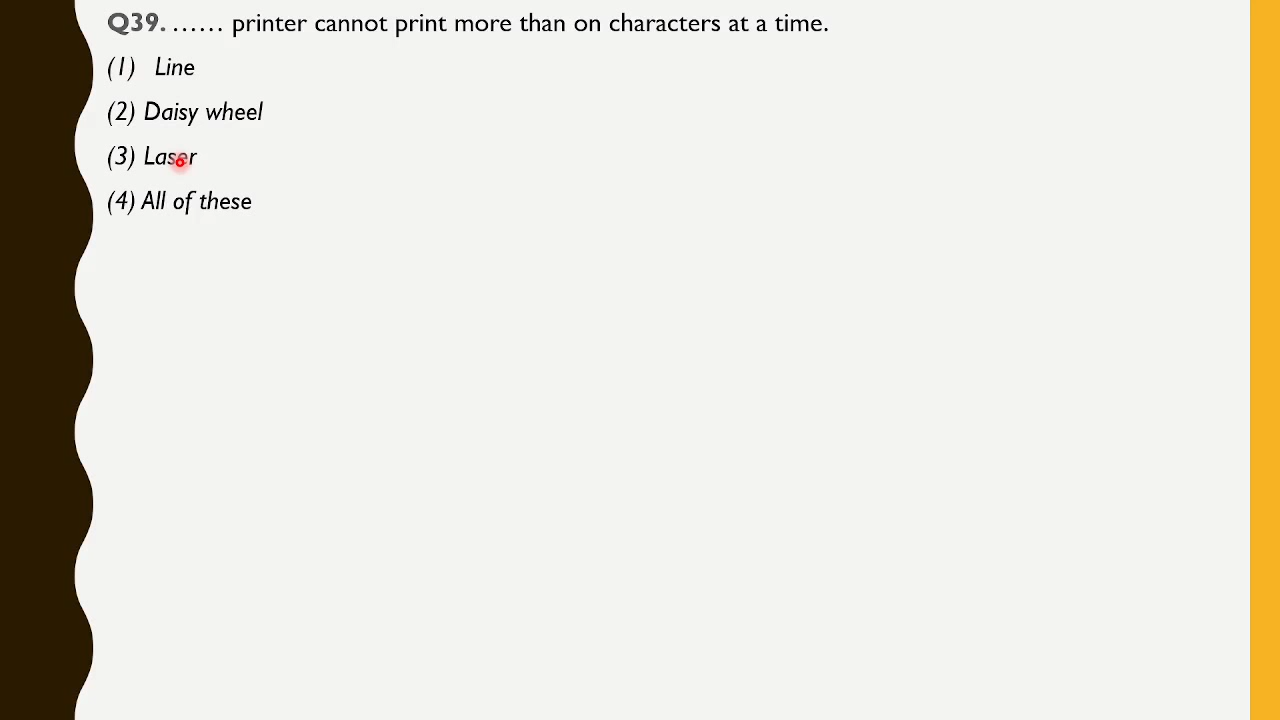 Q39. ...... printer cannot print more than on characters at a time.
(1) Line
(2) Daisy wheel
(3) Laser
(4) All of these